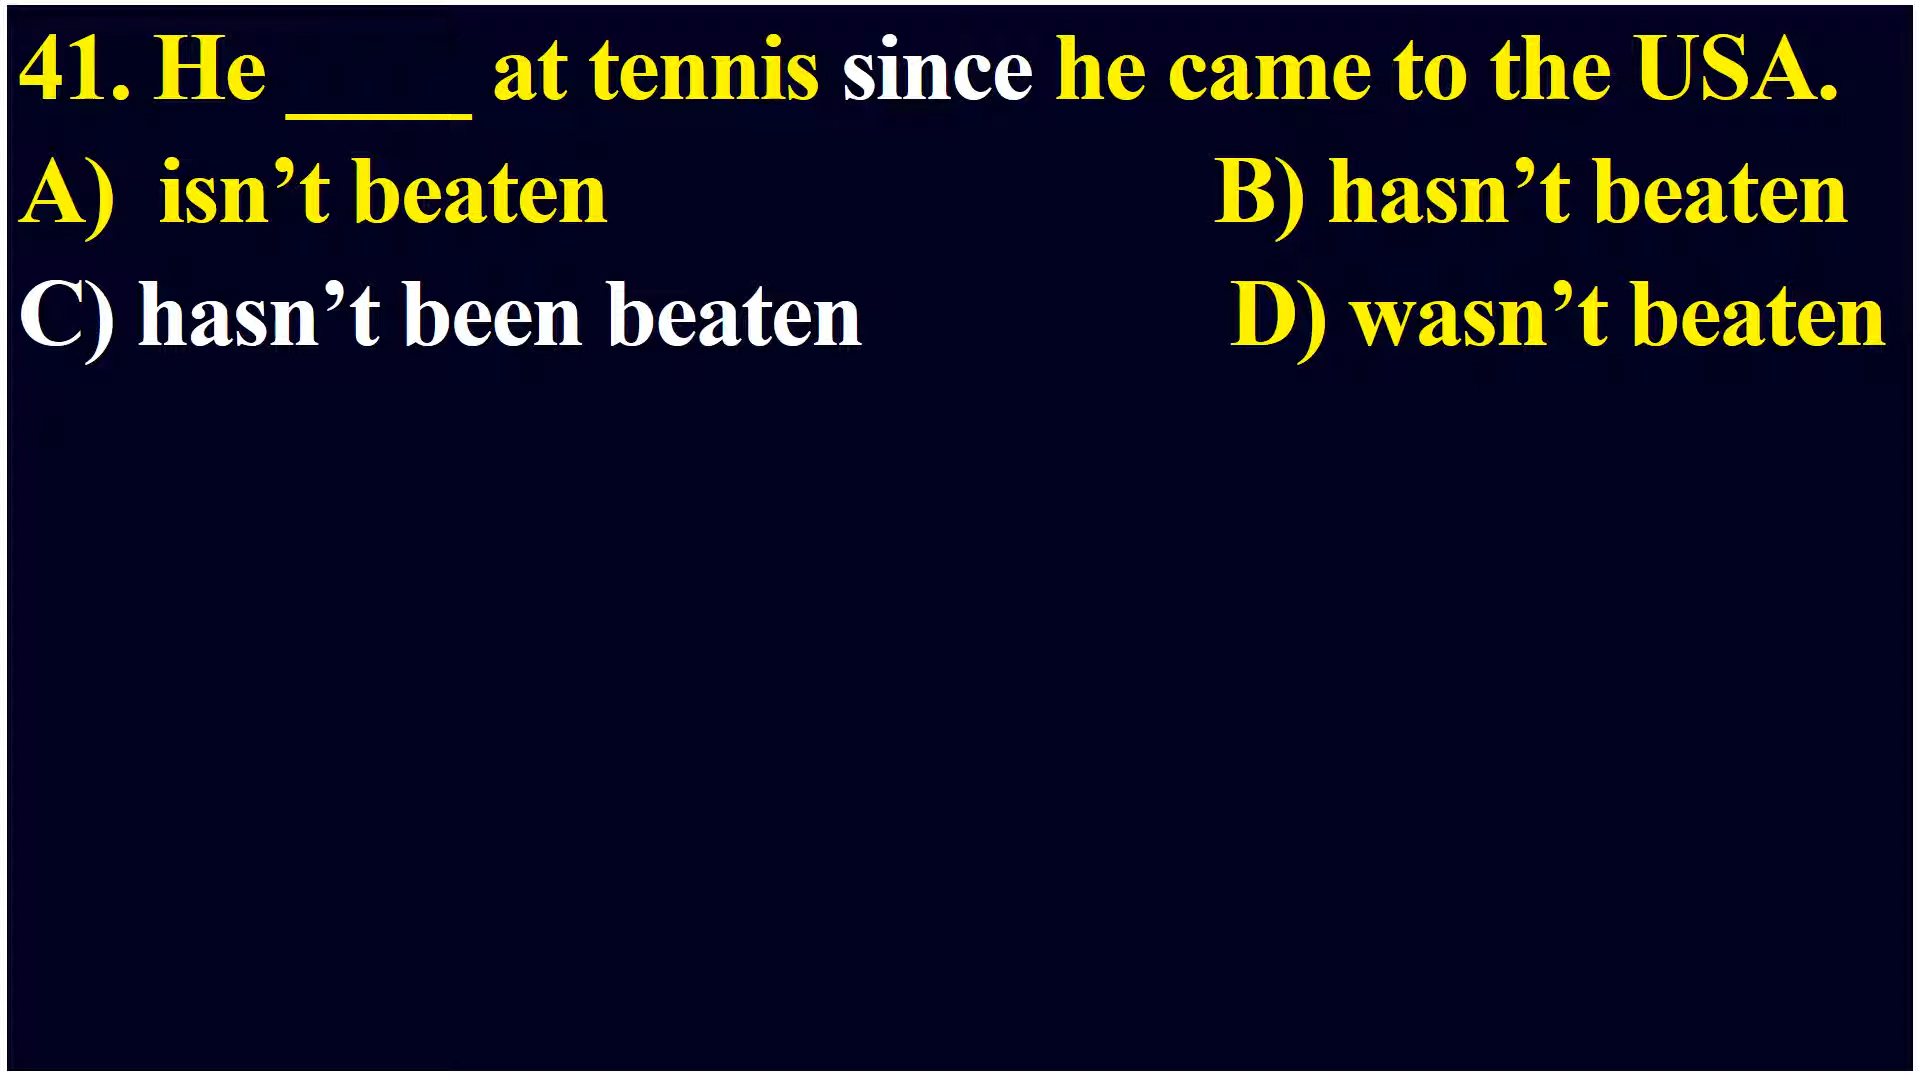 41. He ____ at tennis since he came to the USA.
A) isn’t beaten B) hasn’t beaten
C) hasn’t been beaten D) wasn’t beaten